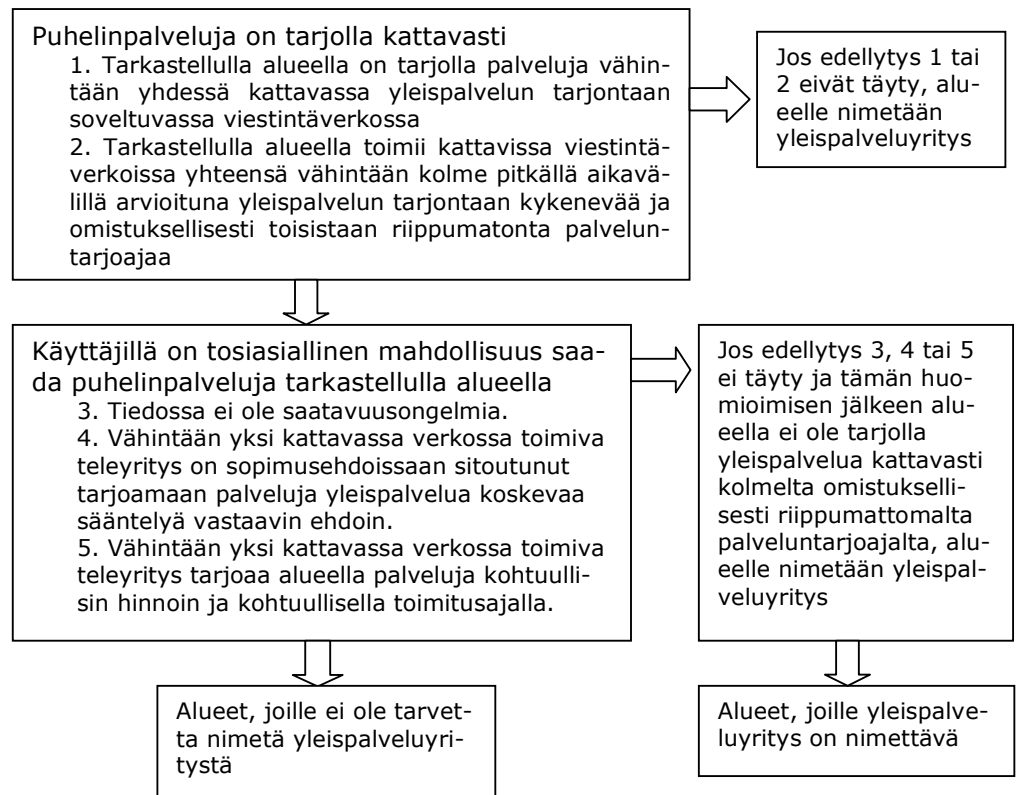 Puhelinpalveluja on tarjolla kattavasti
1. Tarkastellulla alueella on tarjolla palveluja vähin-
tään yhdessä kattavassa yleispalvelun tarjontaan
soveltuvassa viestintäverkossa
2. Tarkastellulla alueella toimii kattavissa viestintä-
verkoissa yhteensä vähintään kolme pitkällä aikavä-
lillä arvioituna yleispalvelun tarjontaan kykenevää ja
omistuksellisesti toisistaan riippumatonta palvelun-
tarjoajaa
Jos edellytys 1 tai
2 eivät täyty, alu-
eelle nimetään
yleispalveluyritys
Käyttäjillä on tosiasiallinen mahdollisuus saa-
da puhelinpalveluja tarkastellulla alueella
3. Tiedossa ei ole saatavuusongelmia.
4. Vähintään yksi kattavassa verkossa toimiva
teleyritys on sopimusehdoissaan sitoutunut
tarjoamaan palveluja yleispalvelua koskevaa
sääntelyä vastaavin ehdoin.
5. Vähintään yksi kattavassa verkossa toimiva
teleyritys tarjoaa alueella palveluja kohtuulli-
sin hinnoin ja kohtuullisella toimitusajalla.
Jos edellytys 3, 4 tai 5
ei täyty ja tämän huo-
mioimisen jälkeen alu-
eella ei ole tarjolla
yleispalvelua kattavasti
kolmelta omistukselli-
sesti riippumattomalta
palveluntarjoajalta, alu-
eelle nimetään yleispal-
veluyritys
Alueet, joille ei ole tarvet-
ta nimetä yleispalveluyri-
tystä
Alueet, joille yleispalve-
luyritys on nimettävä